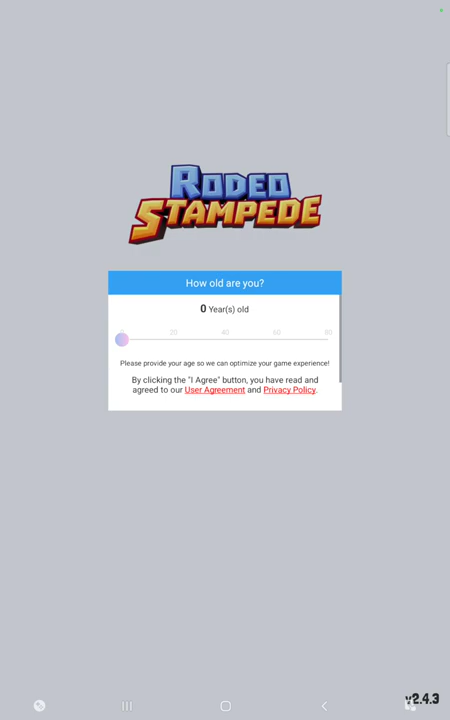 RODEO
STAMPEDE
How old are you?
0 Year(s) old
0 20 40 60 80
Please provide your age so we can optimize your game experience!
By clicking the "I Agree" button, you have read and
agreed to our User Agreement and Privacy Policy.
v2.4.3